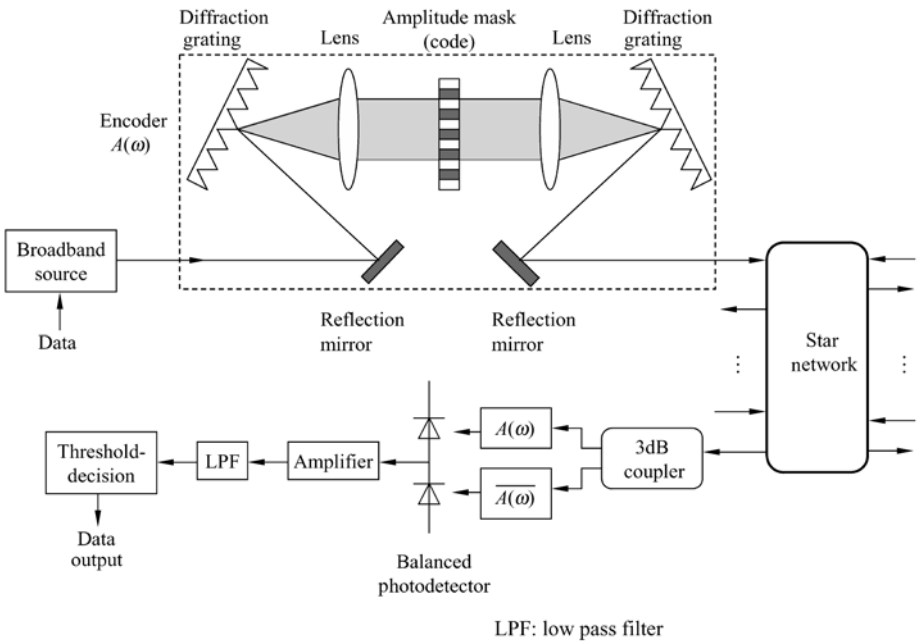 Diffraction
grating
Lens
Amplitude mask
(code)
Lens
Diffraction
grating
Encoder
A(ω)
Broadband
source
Data
Reflection
mirror
Reflection
mirror
Star
network
Threshold-
decision
LPF
Amplifier
A(ω)
A(ω)
3dB
coupler
Data
output
Balanced
photodetector
LPF: low pass filter